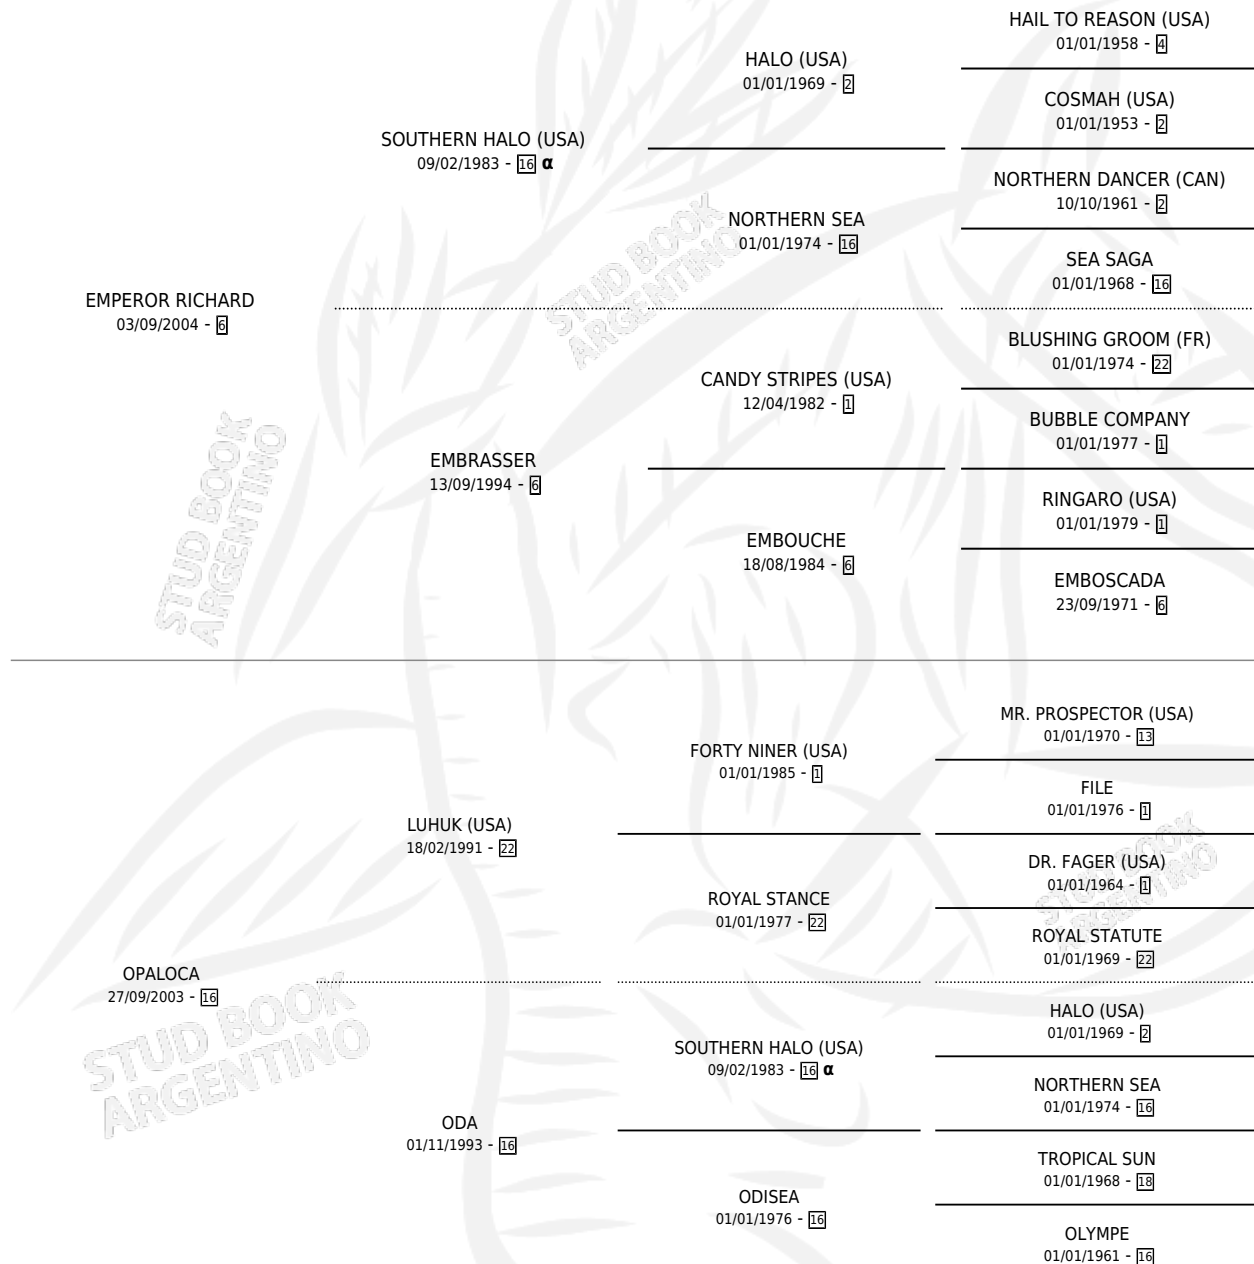 HAIL TO REASON (USA)
01/01/1958 - 4
HALO (USA)
01/01/1969 - 2
COSMAH (USA)
01/01/1953 - 2
SOUTHERN HALO (USA)
09/02/1983 - 16 α
NORTHERN DANCER (CAN)
10/10/1961 - 2
NORTHERN SEA
01/01/1974 - 16
SEA SAGA
01/01/1968 - 16
EMPEROR RICHARD
03/09/2004 - 6
BLUSHING GROOM (FR)
01/01/1974 - 22
CANDY STRIPES (USA)
12/04/1982 - 1
BUBBLE COMPANY
01/01/1977 - 1
EMBRASSER
13/09/1994 - 6
RINGARO (USA)
01/01/1979 - 1
EMBOUCHE
18/08/1984 - 6
EMBOSCADA
23/09/1971 - 6
MR. PROSPECTOR (USA)
01/01/1970 - 13
FORTY NINER (USA)
01/01/1985 - 1
FILE
01/01/1976 - 1
LUHUK (USA)
18/02/1991 - 22
DR. FAGER (USA)
01/01/1964 - 1
ROYAL STANCE
01/01/1977 - 22
ROYAL STATUTE
01/01/1969 - 22
OPALOCA
27/09/2003 - 16
HALO (USA)
01/01/1969 - 2
SOUTHERN HALO (USA)
09/02/1983 - 16 α
NORTHERN SEA
01/01/1974 - 16
ODA
01/11/1993 - 16
TROPICAL SUN
01/01/1968 - 18
ODISEA
01/01/1976 - 16
OLYMPE
01/01/1961 - 16
STUD BOOK
ARGENTINO
STUD BOOK
ARGENTINO
STUD BOOK
ARGENTINO
STUD BOOK
ARGENTINO